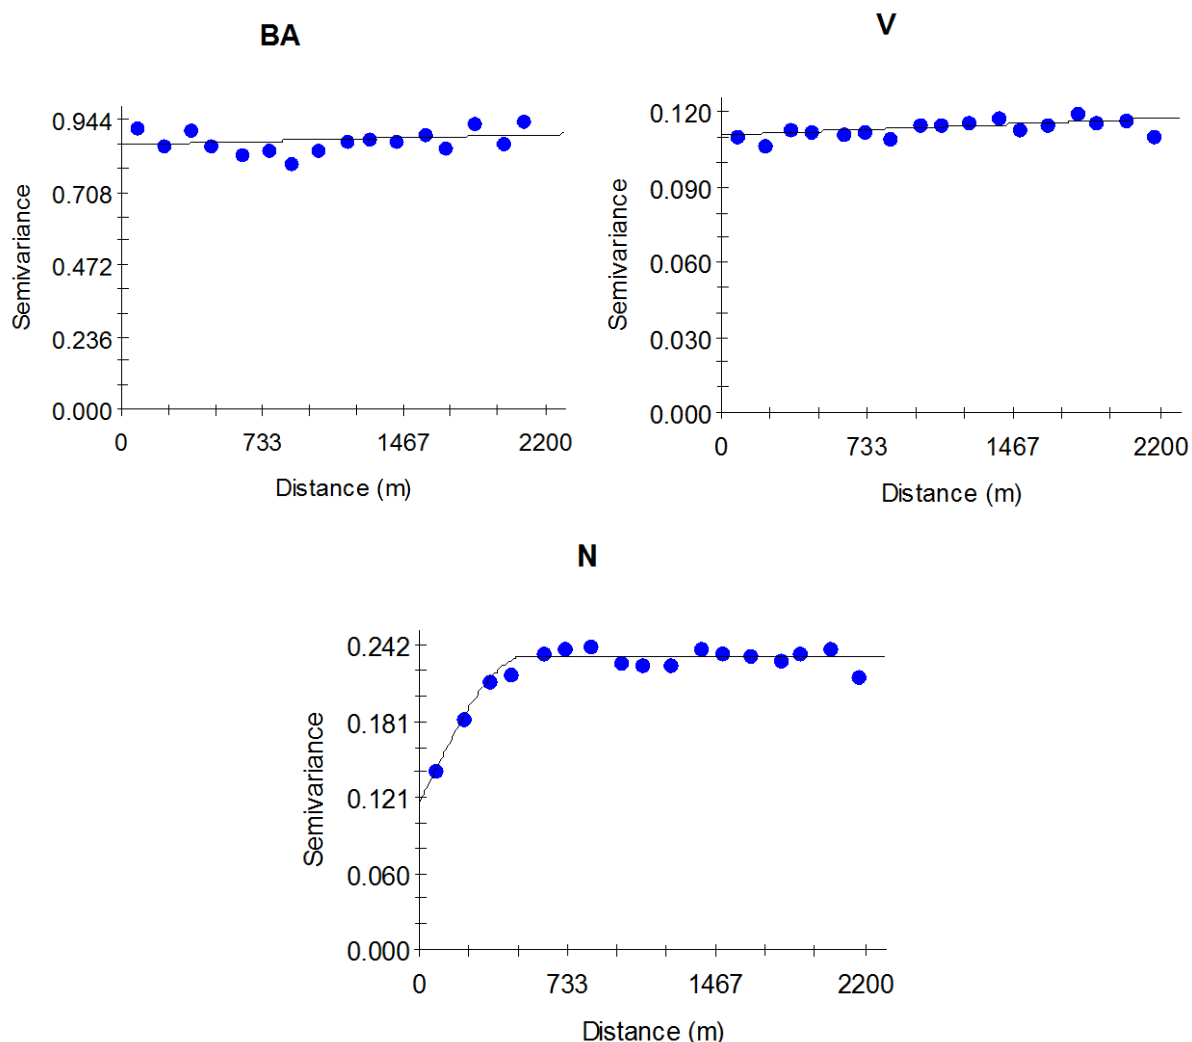 BA
0.944
0.708
0.472
0.236
0.000
Semivariance
0 733 1467 2200
Distance (m)
V
0.120
0.090
0.060
0.030
0.000
Semivariance
0 733 1467 2200
Distance (m)
N
0.242
0.181
0.121
0.060
0.000
Semivariance
0 733 1467 2200
Distance (m)